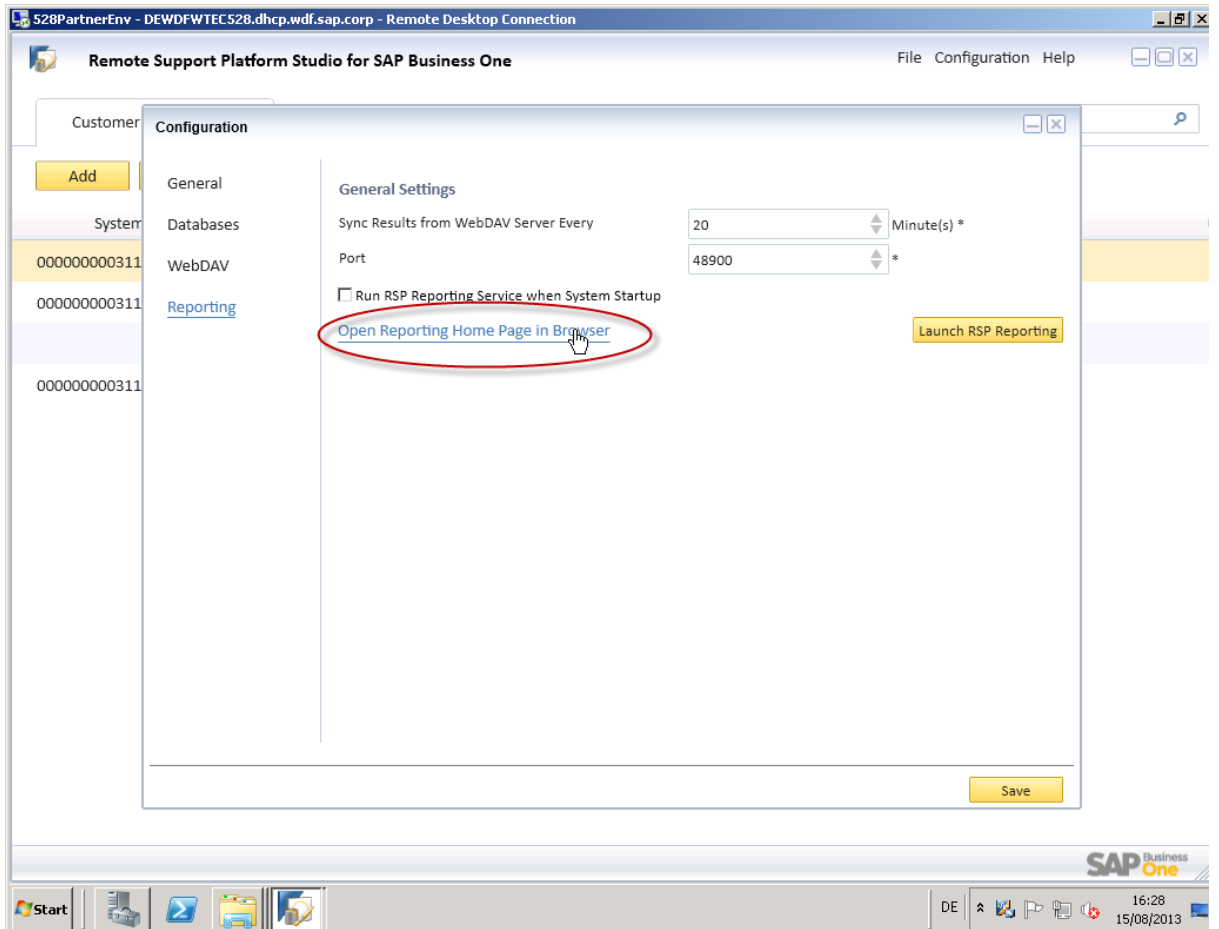 528PartnerEnv - DEWDFWTEC528.dhcp.wdf.sap.corp - Remote Desktop Connection
Remote Support Platform Studio for SAP Business One
File Configuration Help
Customer
Configuration
Add
General
General Settings
System
Databases
Sync Results from WebDAV Server Every
20
Minute(s) *
000000000311
WebDAV
Port
48900
*
000000000311
Reporting
Run RSP Reporting Service when System Startup
Open Reporting Home Page in Browser
Launch RSP Reporting
000000000311
Save
SAP Business One
Start
DE
16:28
15/08/2013